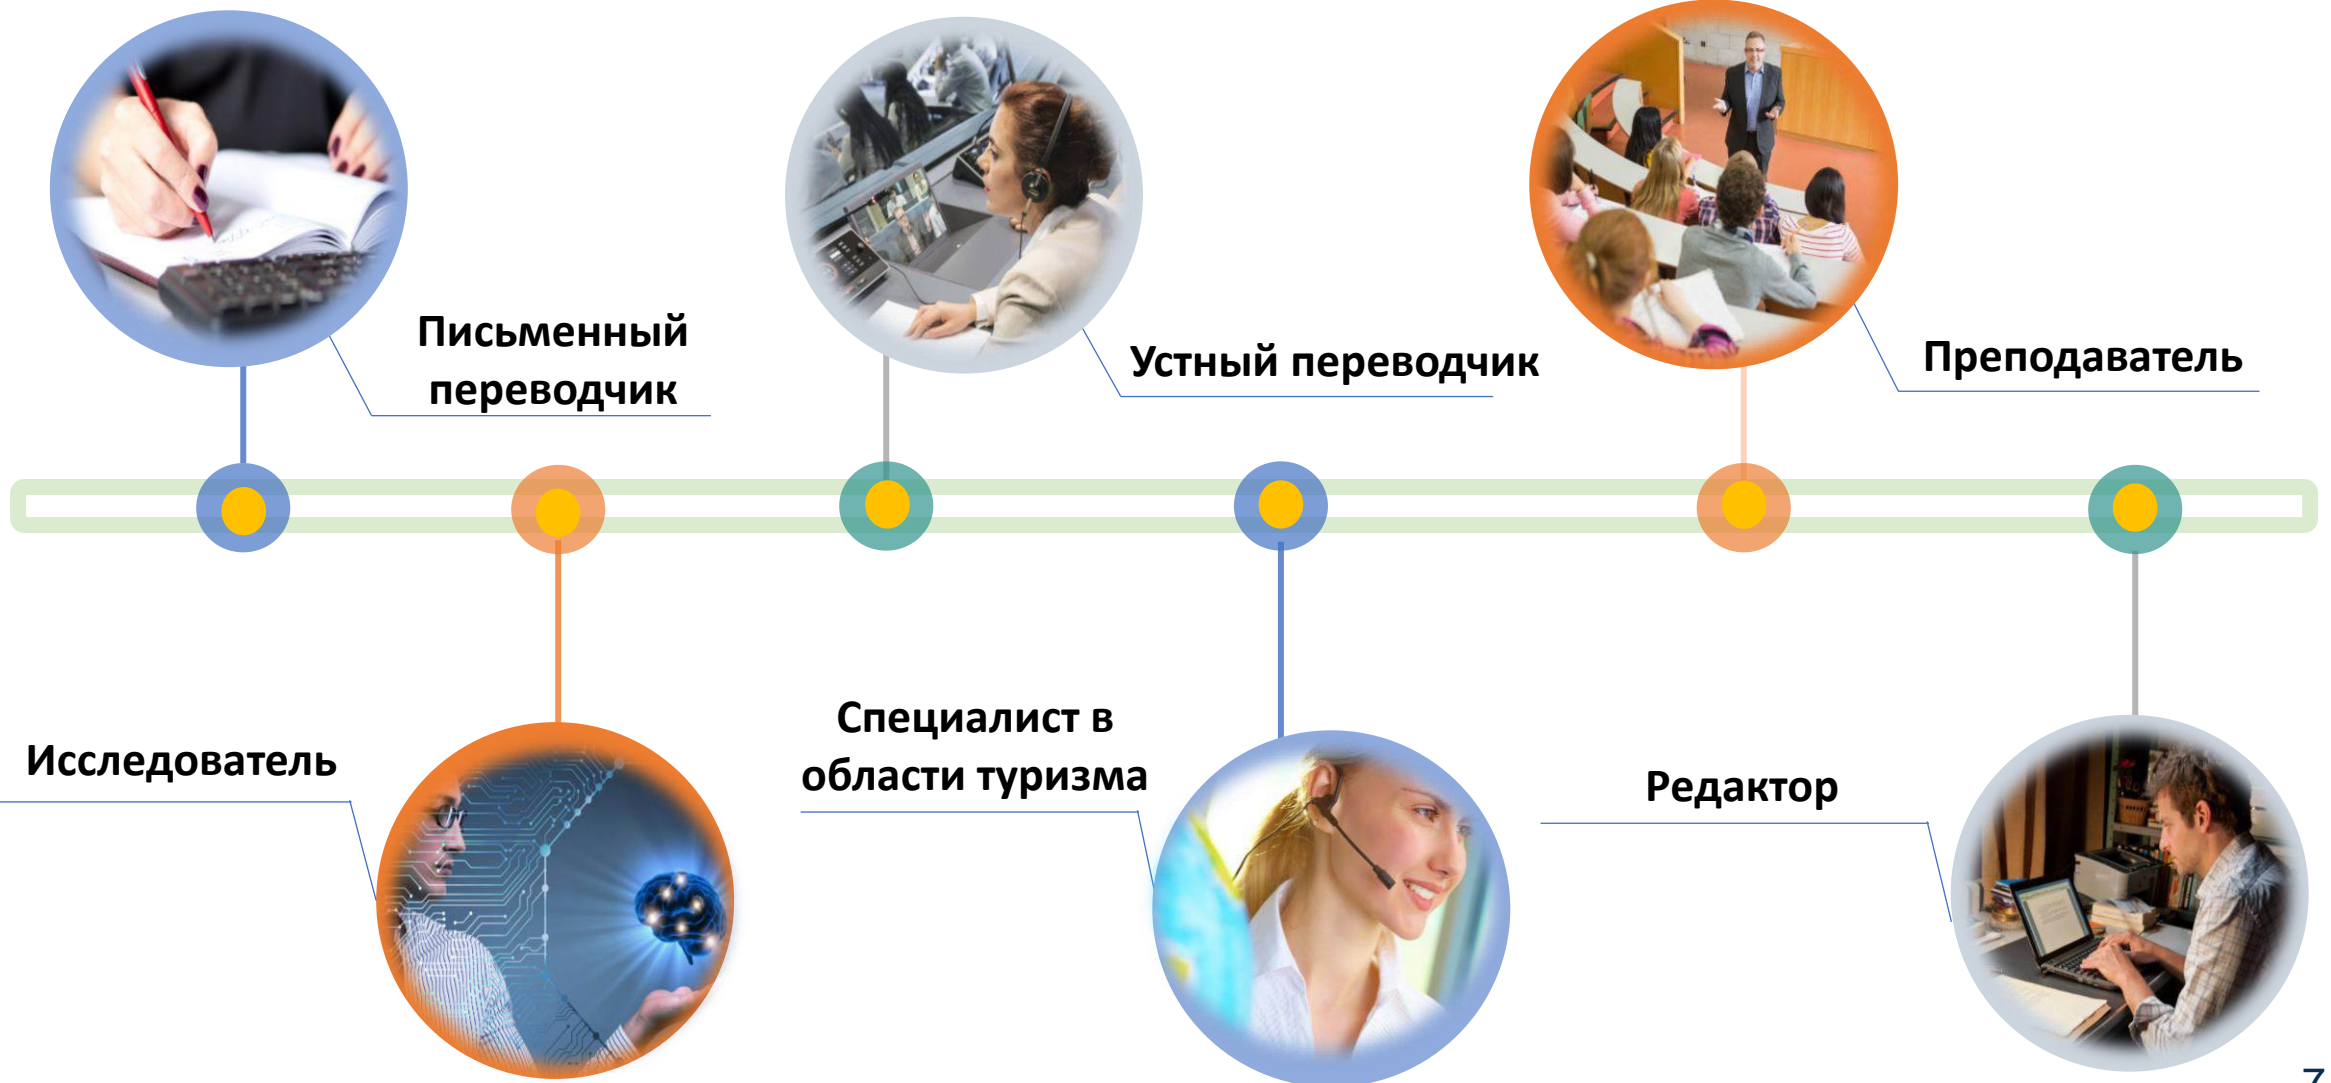 Письменный
переводчик
Устный переводчик
Преподаватель
Исследователь
Специалист в
области туризма
Редактор